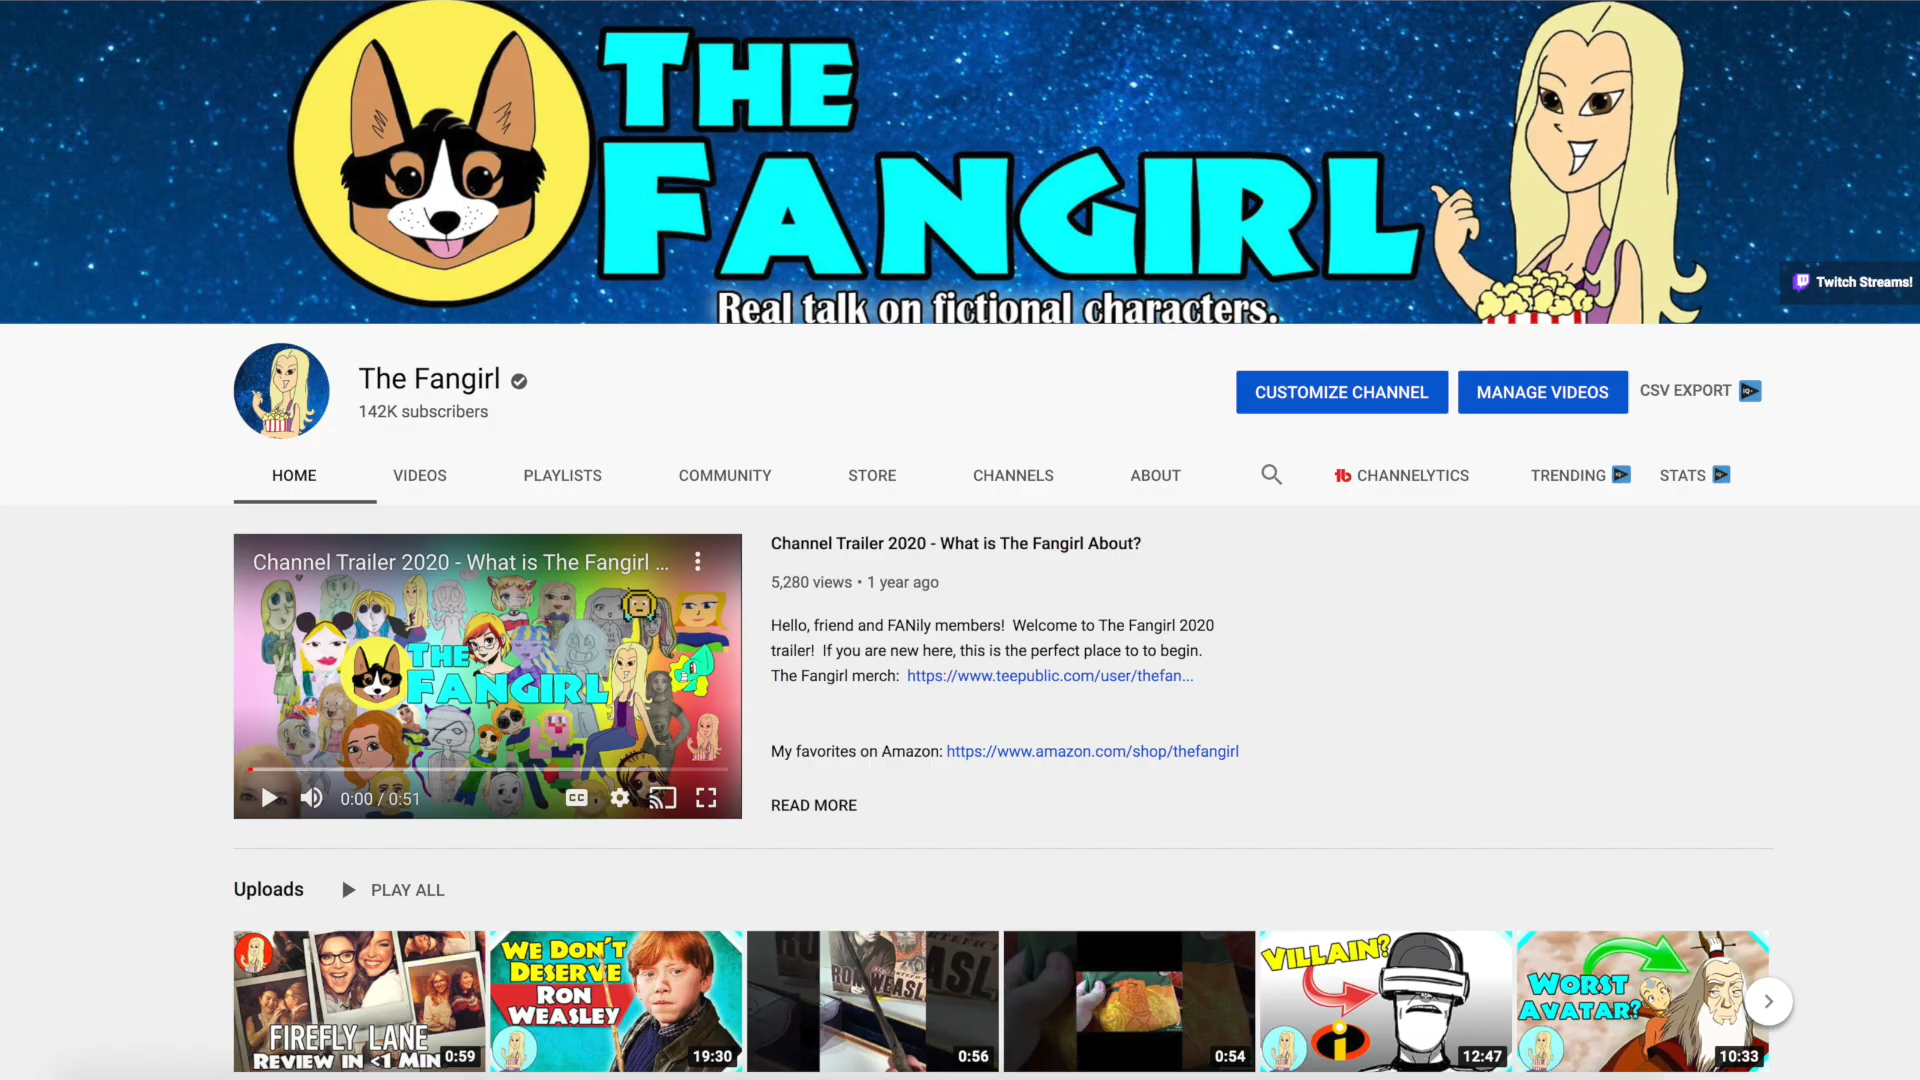 THE
FANGIRL
Real talk on fictional characters.
Twitch Streams!
The Fangirl
142K subscribers
CUSTOMIZE CHANNEL
MANAGE VIDEOS
CSV EXPORT
HOME
VIDEOS
PLAYLISTS
COMMUNITY
STORE
CHANNELS
ABOUT
CHANNELYTICS
TRENDING
STATS
Channel Trailer 2020 - What is The Fangirl ...
THE
FANGIRL
0:00 / 0:51
CC
Channel Trailer 2020 - What is The Fangirl About?
5,280 views • 1 year ago
Hello, friend and FANily members!  Welcome to The Fangirl 2020
trailer!  If you are new here, this is the perfect place to to begin.
The Fangirl merch:  https://www.teepublic.com/user/thefan...
My favorites on Amazon: https://www.amazon.com/shop/thefangirl
READ MORE
Uploads
PLAY ALL
FIREFLY LANE
REVIEW IN <1 MIN
0:59
WE DON'T
DESERVE
RON
WEASLEY
19:30
RON WEASL
0:56
0:54
VILLAIN?
12:47
WORST
AVATAR?
10:33